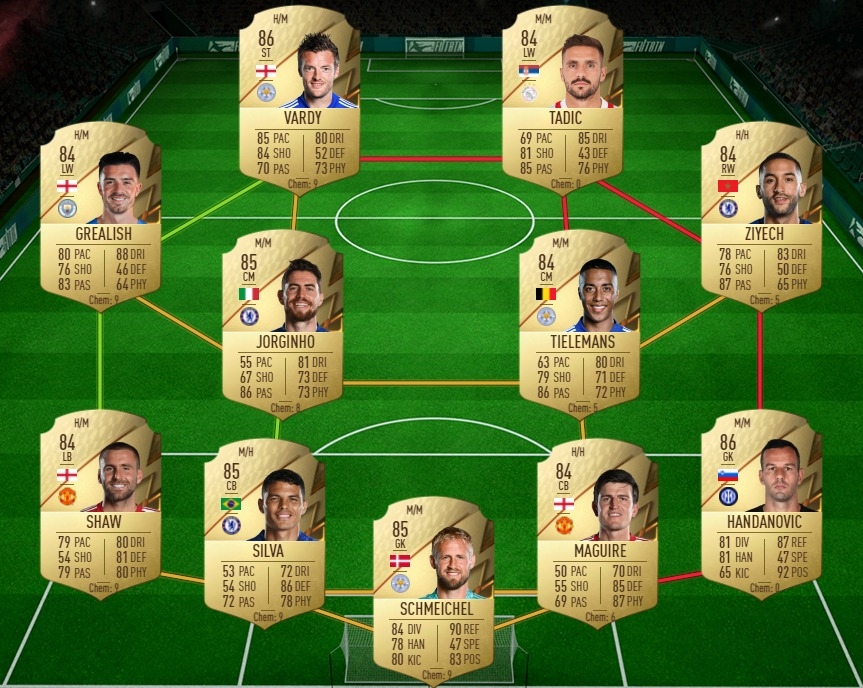 H/M
86
ST
VARDY
85 PAC 80 DRI
84 SHO 52 DEF
70 PAS 73 PHY
Chem: 9
M/M
84
LW
TADIC
69 PAC 85 DRI
81 SHO 43 DEF
85 PAS 76 PHY
Chem: 0
H/M
84
LW
GREALISH
80 PAC 88 DRI
76 SHO 46 DEF
83 PAS 64 PHY
Chem: 9
H/H
84
RW
ZIYECH
78 PAC 83 DRI
76 SHO 50 DEF
87 PAS 65 PHY
Chem: 5
M/M
85
CM
JORGINHO
55 PAC 81 DRI
67 SHO 73 DEF
86 PAS 73 PHY
Chem: 8
M/M
84
CM
TIELEMANS
63 PAC 80 DRI
79 SHO 71 DEF
86 PAS 72 PHY
Chem: 5
H/M
84
LB
SHAW
79 PAC 80 DRI
54 SHO 81 DEF
79 PAS 80 PHY
Chem: 9
M/H
85
CB
SILVA
53 PAC 72 DRI
54 SHO 86 DEF
72 PAS 78 PHY
Chem: 9
M/M
85
GK
SCHMEICHEL
84 DIV 90 REF
78 HAN 47 SPE
80 KIC 83 POS
Chem: 9
M/H
84
CB
MAGUIRE
50 PAC 70 DRI
55 SHO 85 DEF
69 PAS 87 PHY
Chem: 6
M/M
86
GK
HANDANOVIC
81 DIV 87 REF
81 HAN 47 SPE
65 KIC 92 POS
Chem: 0